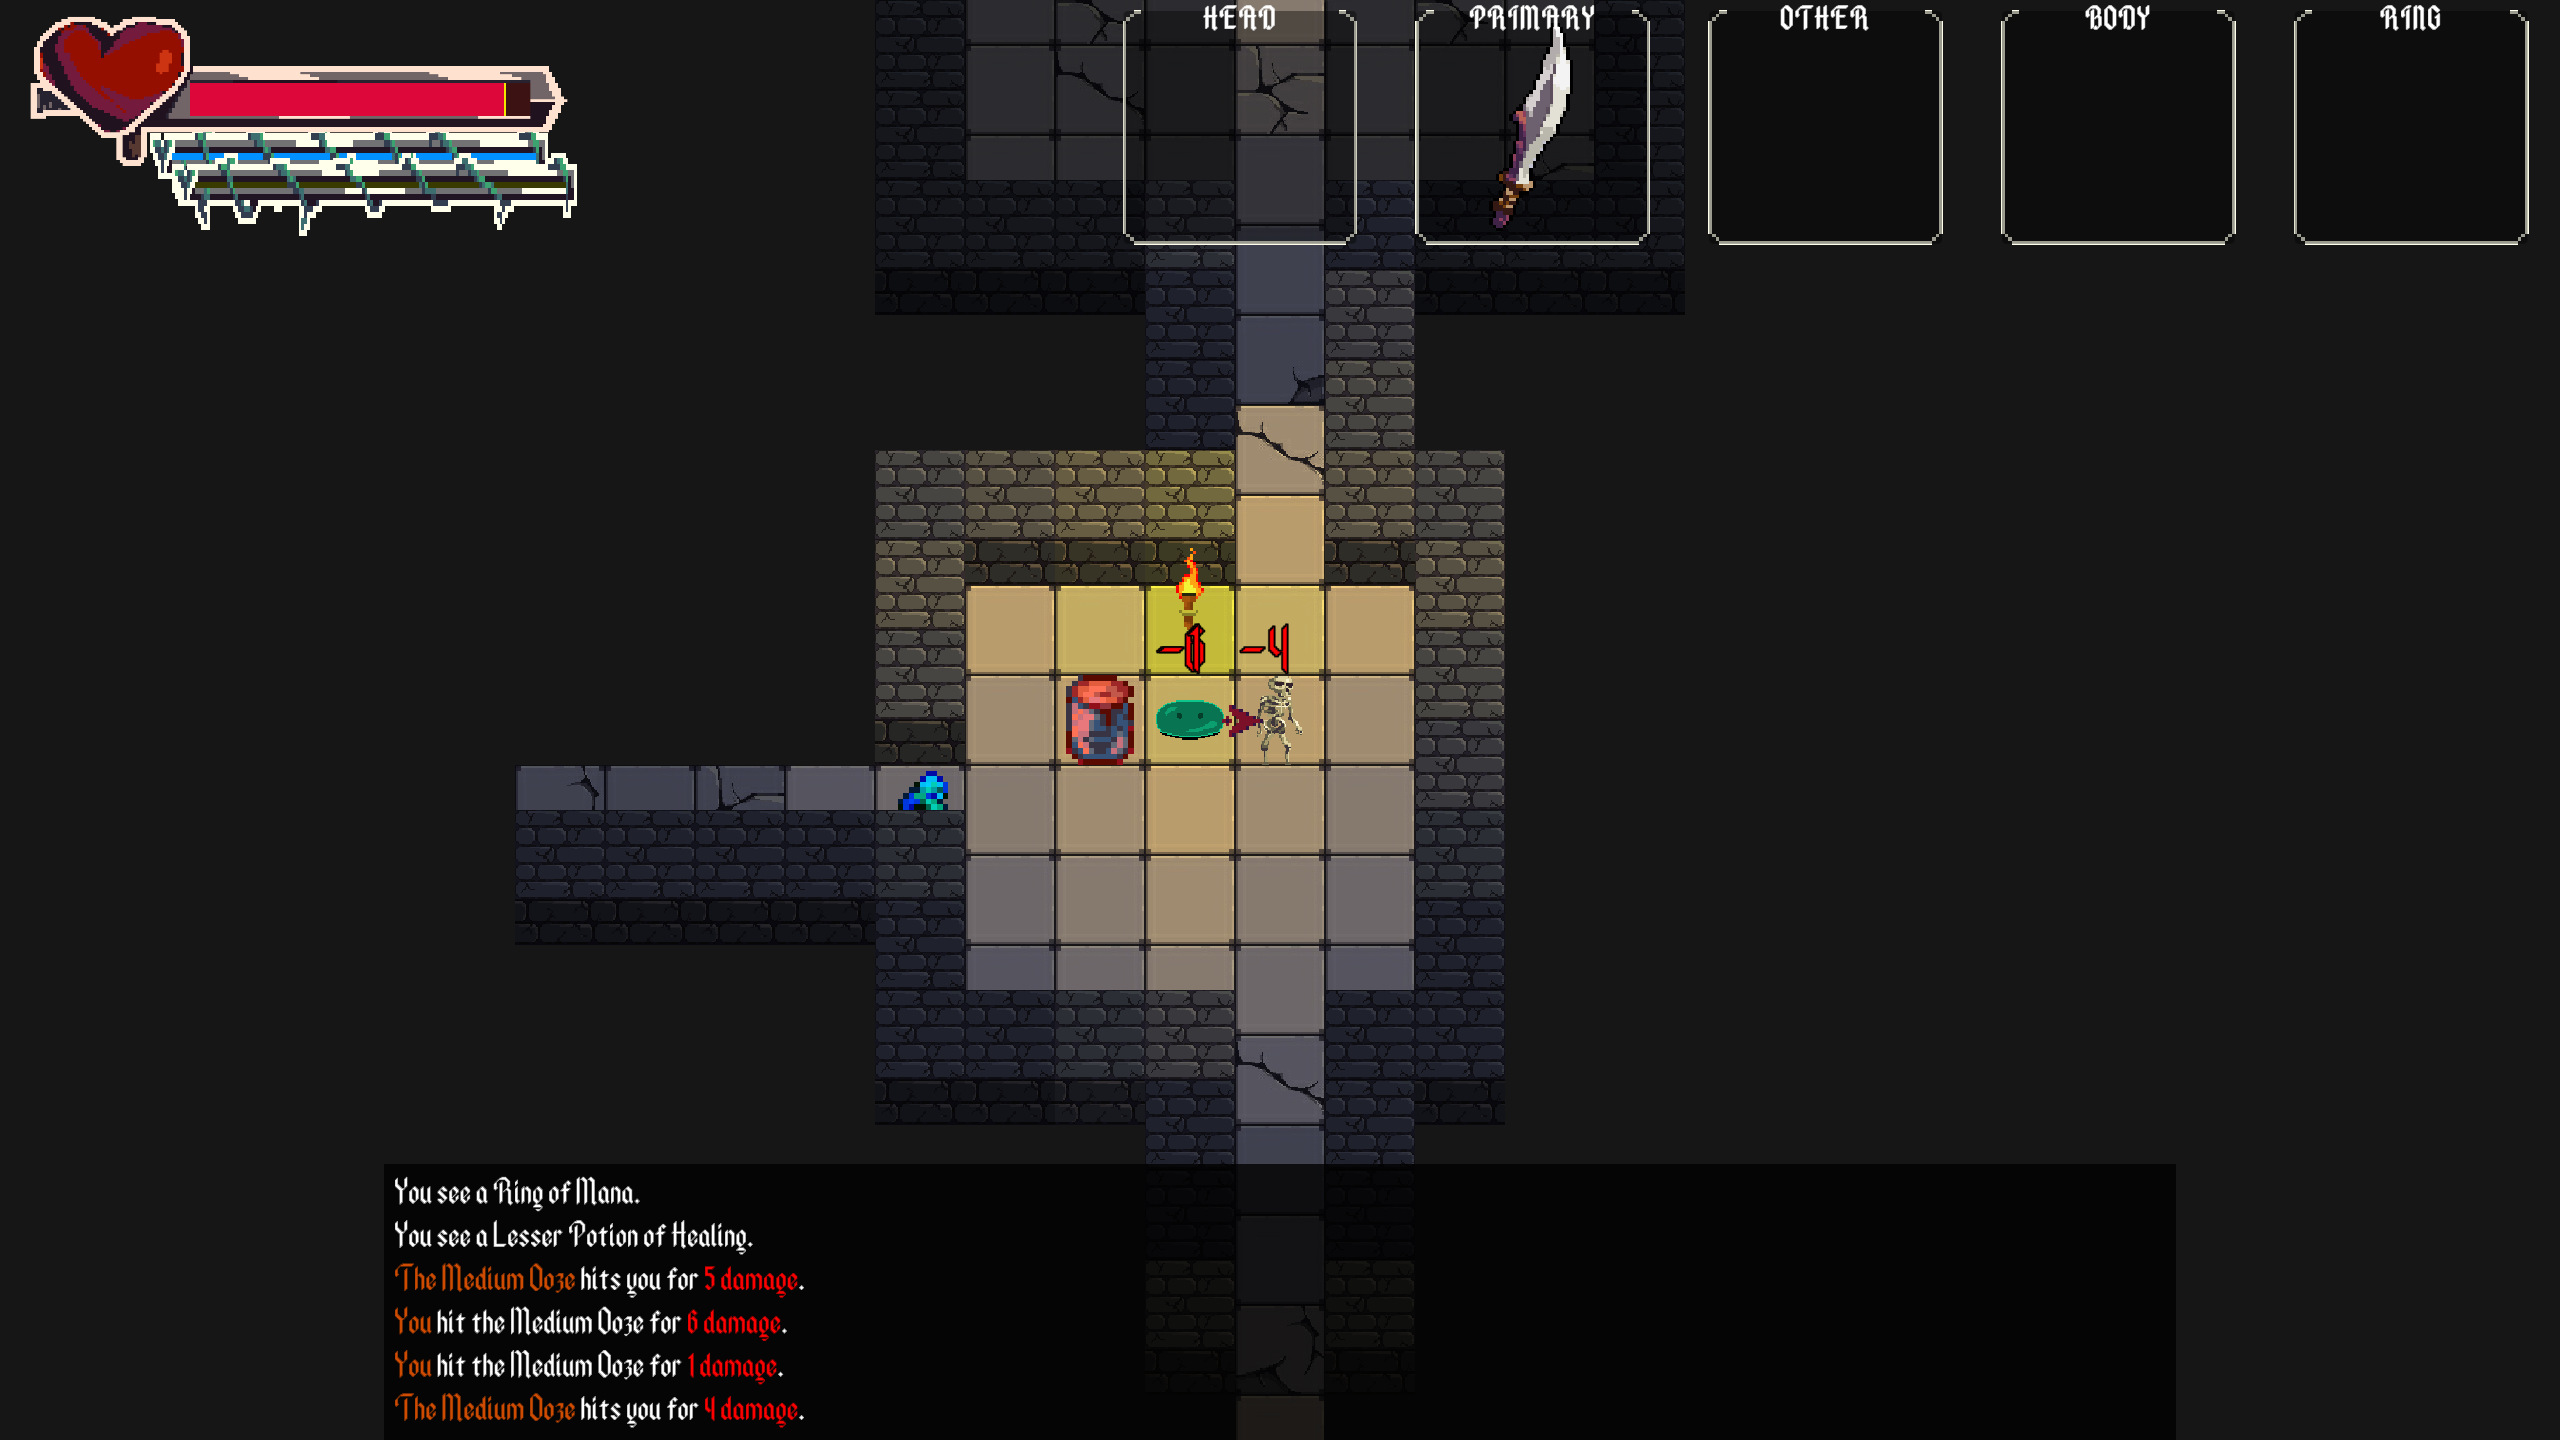 HEAD
PRIMARY
OTHER
BODY
RING
-4
You see a Ring of Mana.
You see a Lesser Potion of Healing.
The Medium Ooze hits you for 5 damage.
You hit the Medium Ooze for 6 damage.
You hit the Medium Ooze for 1 damage.
The Medium Ooze hits you for 4 damage.